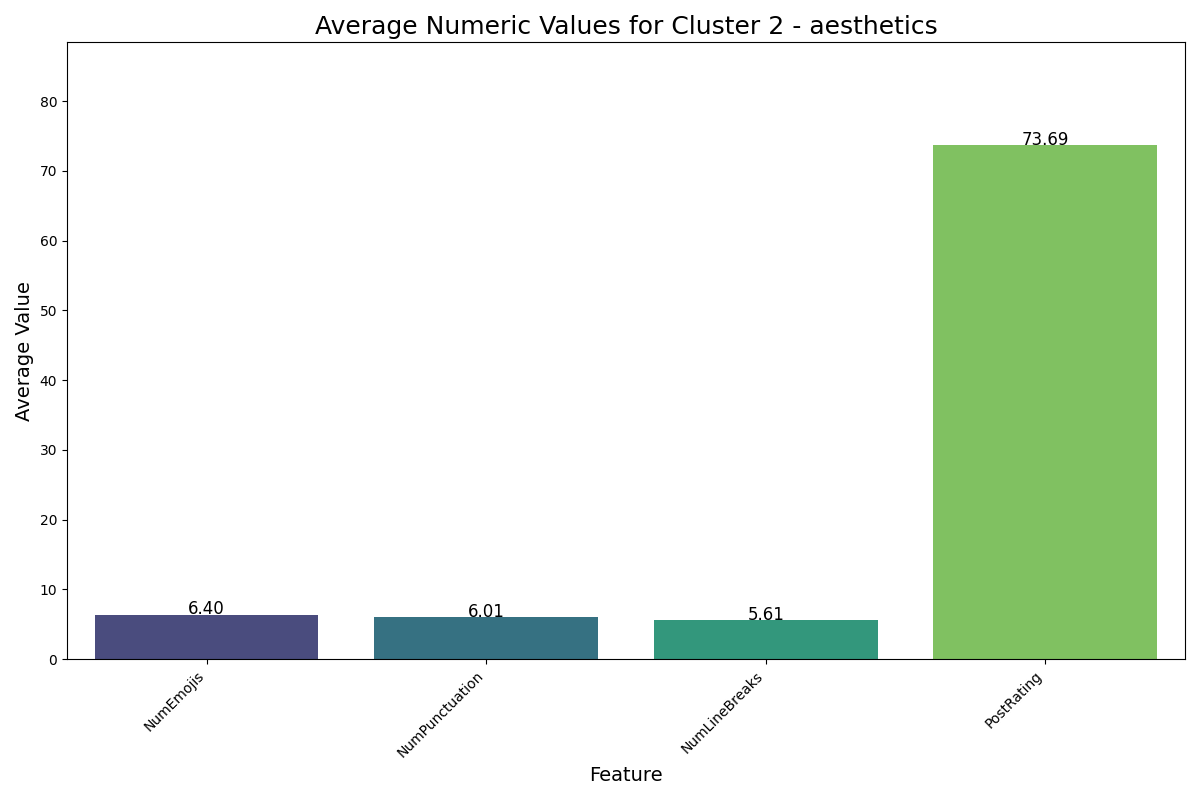 Average Numeric Values for Cluster 2 - aesthetics
Average Value
80
70
60
50
40
30
20
10
0
6.40
6.01
5.61
73.69
NumEmojis
NumPunctuation
NumLineBreaks
PostRating
Feature